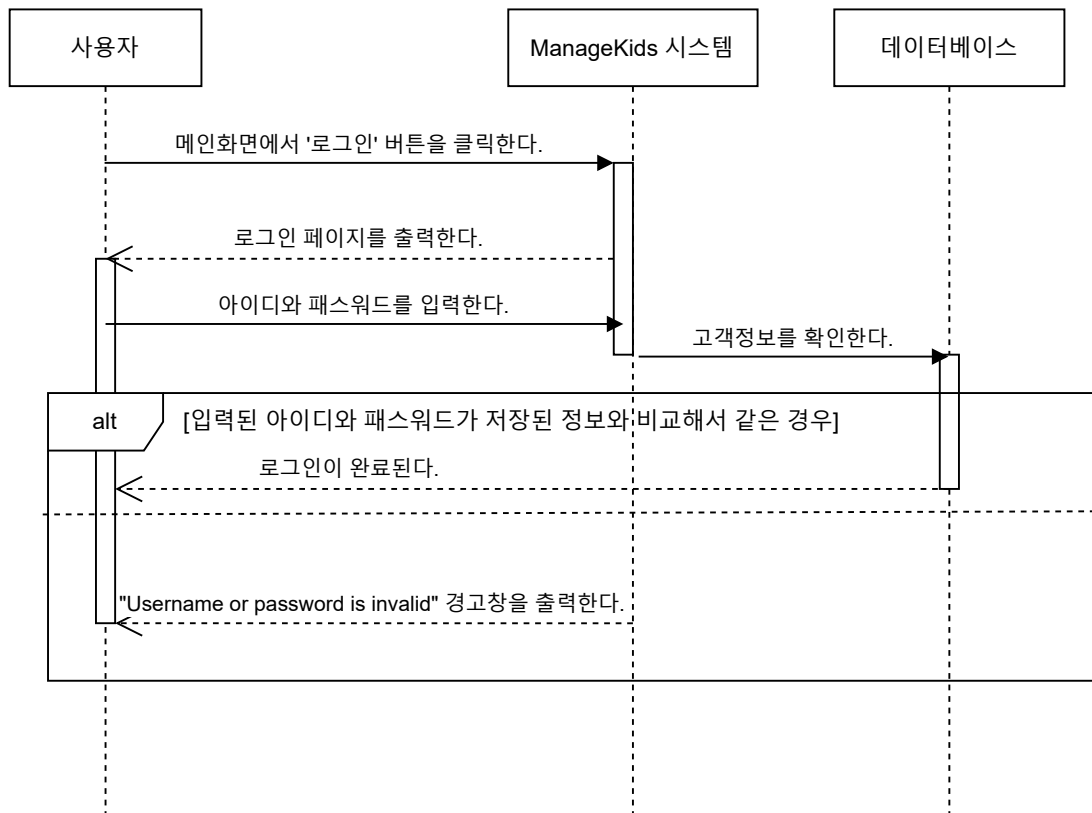 사용자
ManageKids 시스템
데이터베이스
메인화면에서 '로그인' 버튼을 클릭한다.
로그인 페이지를 출력한다.
아이디와 패스워드를 입력한다.
고객정보를 확인한다.
alt
[입력된 아이디와 패스워드가 저장된 정보와 비교해서 같은 경우]
로그인이 완료된다.
"Username or password is invalid" 경고창을 출력한다.